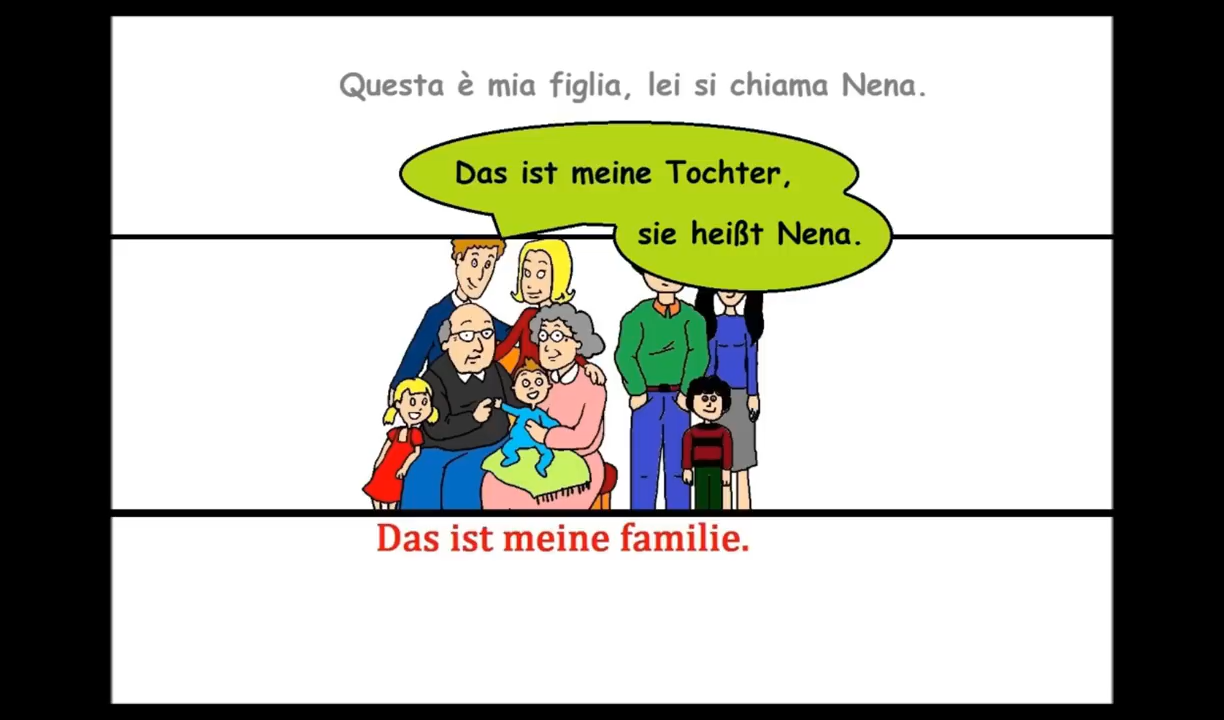 Questa è mia figlia, lei si chiama Nena.
Das ist meine Tochter,
sie heißt Nena.
Das ist meine familie.